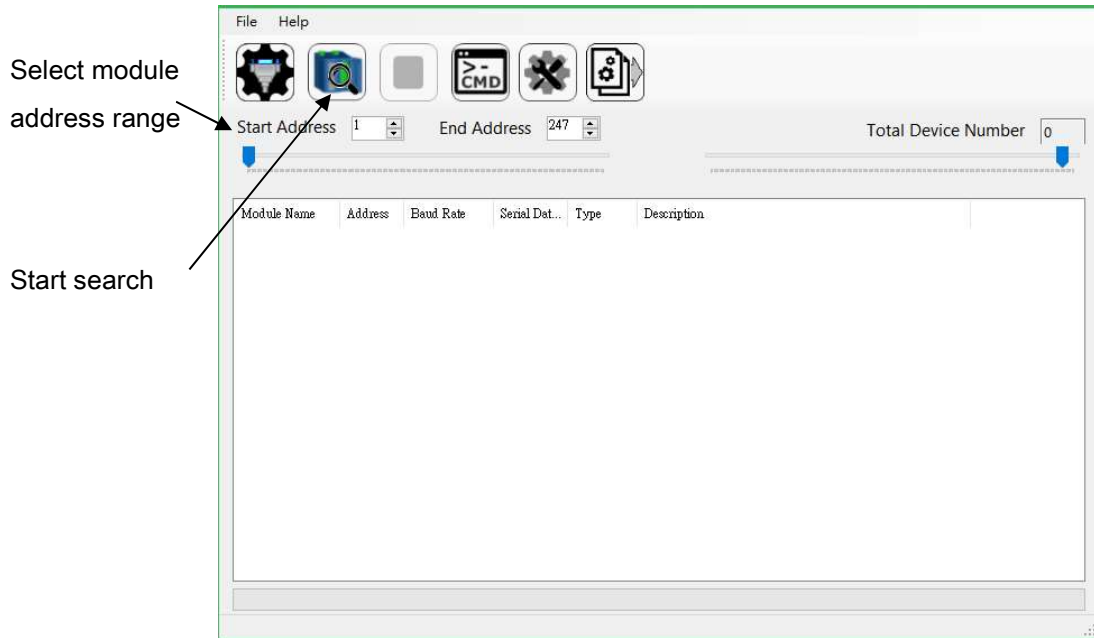 File Help
>-
CMD
Select module
address range
Start Address 1 End Address 247 Total Device Number 0
Module Name Address Baud Rate Serial Dat... Type Description
Start search